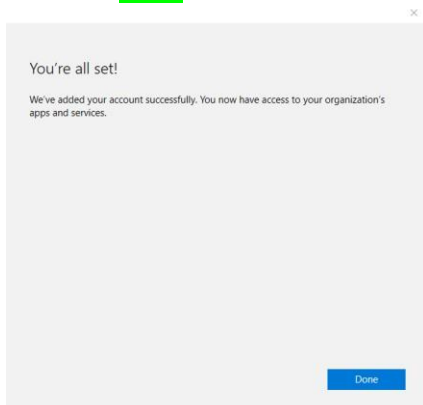 You're all set!
We've added your account successfully. You now have access to your organization's
apps and services.
Done